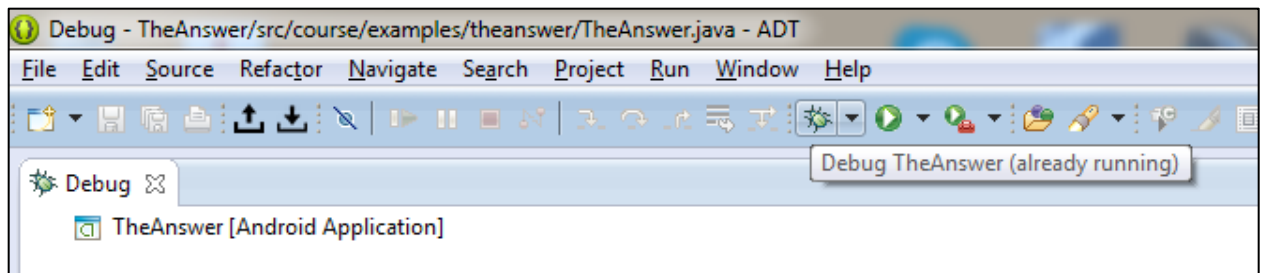 Debug - TheAnswer/src/course/examples/theanswer/TheAnswer.java - ADT
File Edit Source Refactor Navigate Search Project Run Window Help
Debug TheAnswer (already running)
Debug
TheAnswer [Android Application]